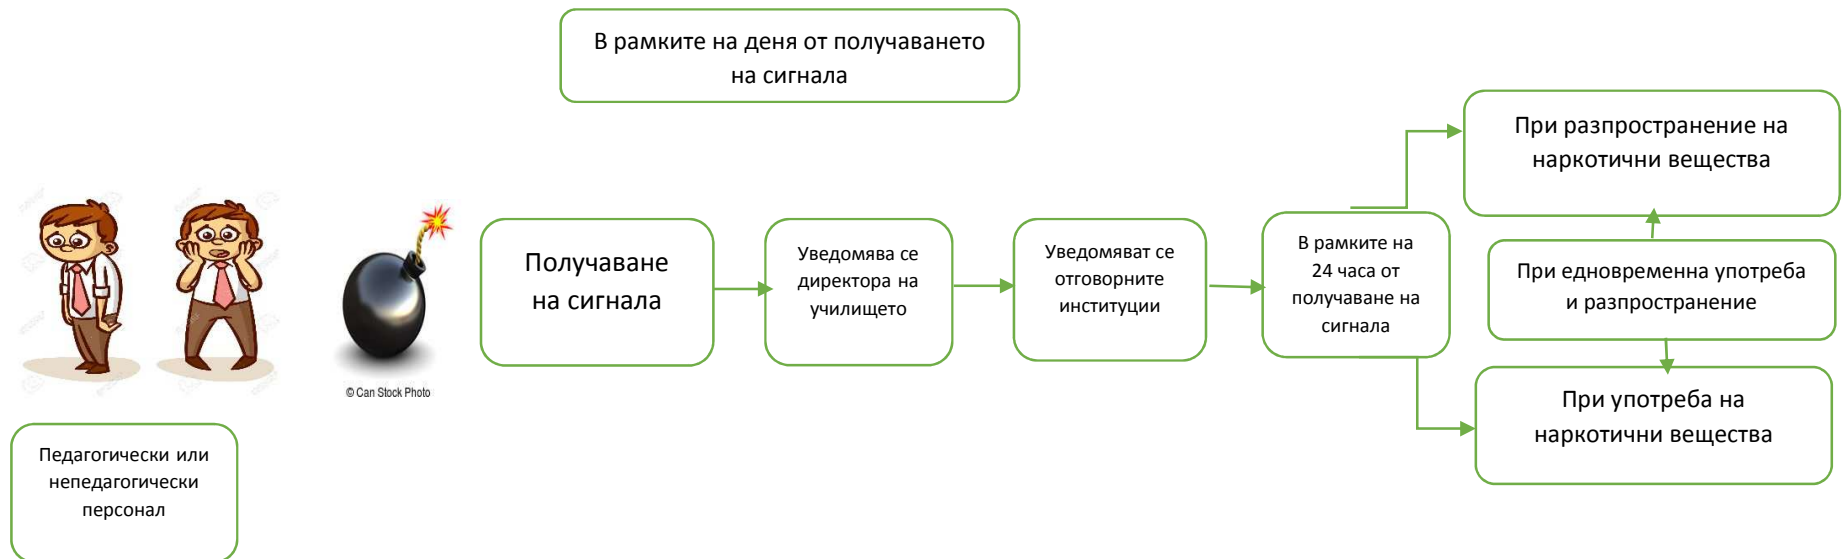 В рамките на деня от получаването
на сигнала
При разпространение на
наркотични вещества
Получаване
на сигнала
Уведомява се
директора на
училището
Уведомяват се
отговорните
институции
В рамките на
24 часа от
получаване на
сигнала
При едновременна употреба
и разпространение
При употреба на
наркотични вещества
© Can Stock Photo
Педагогически или
непедагогически
персонал